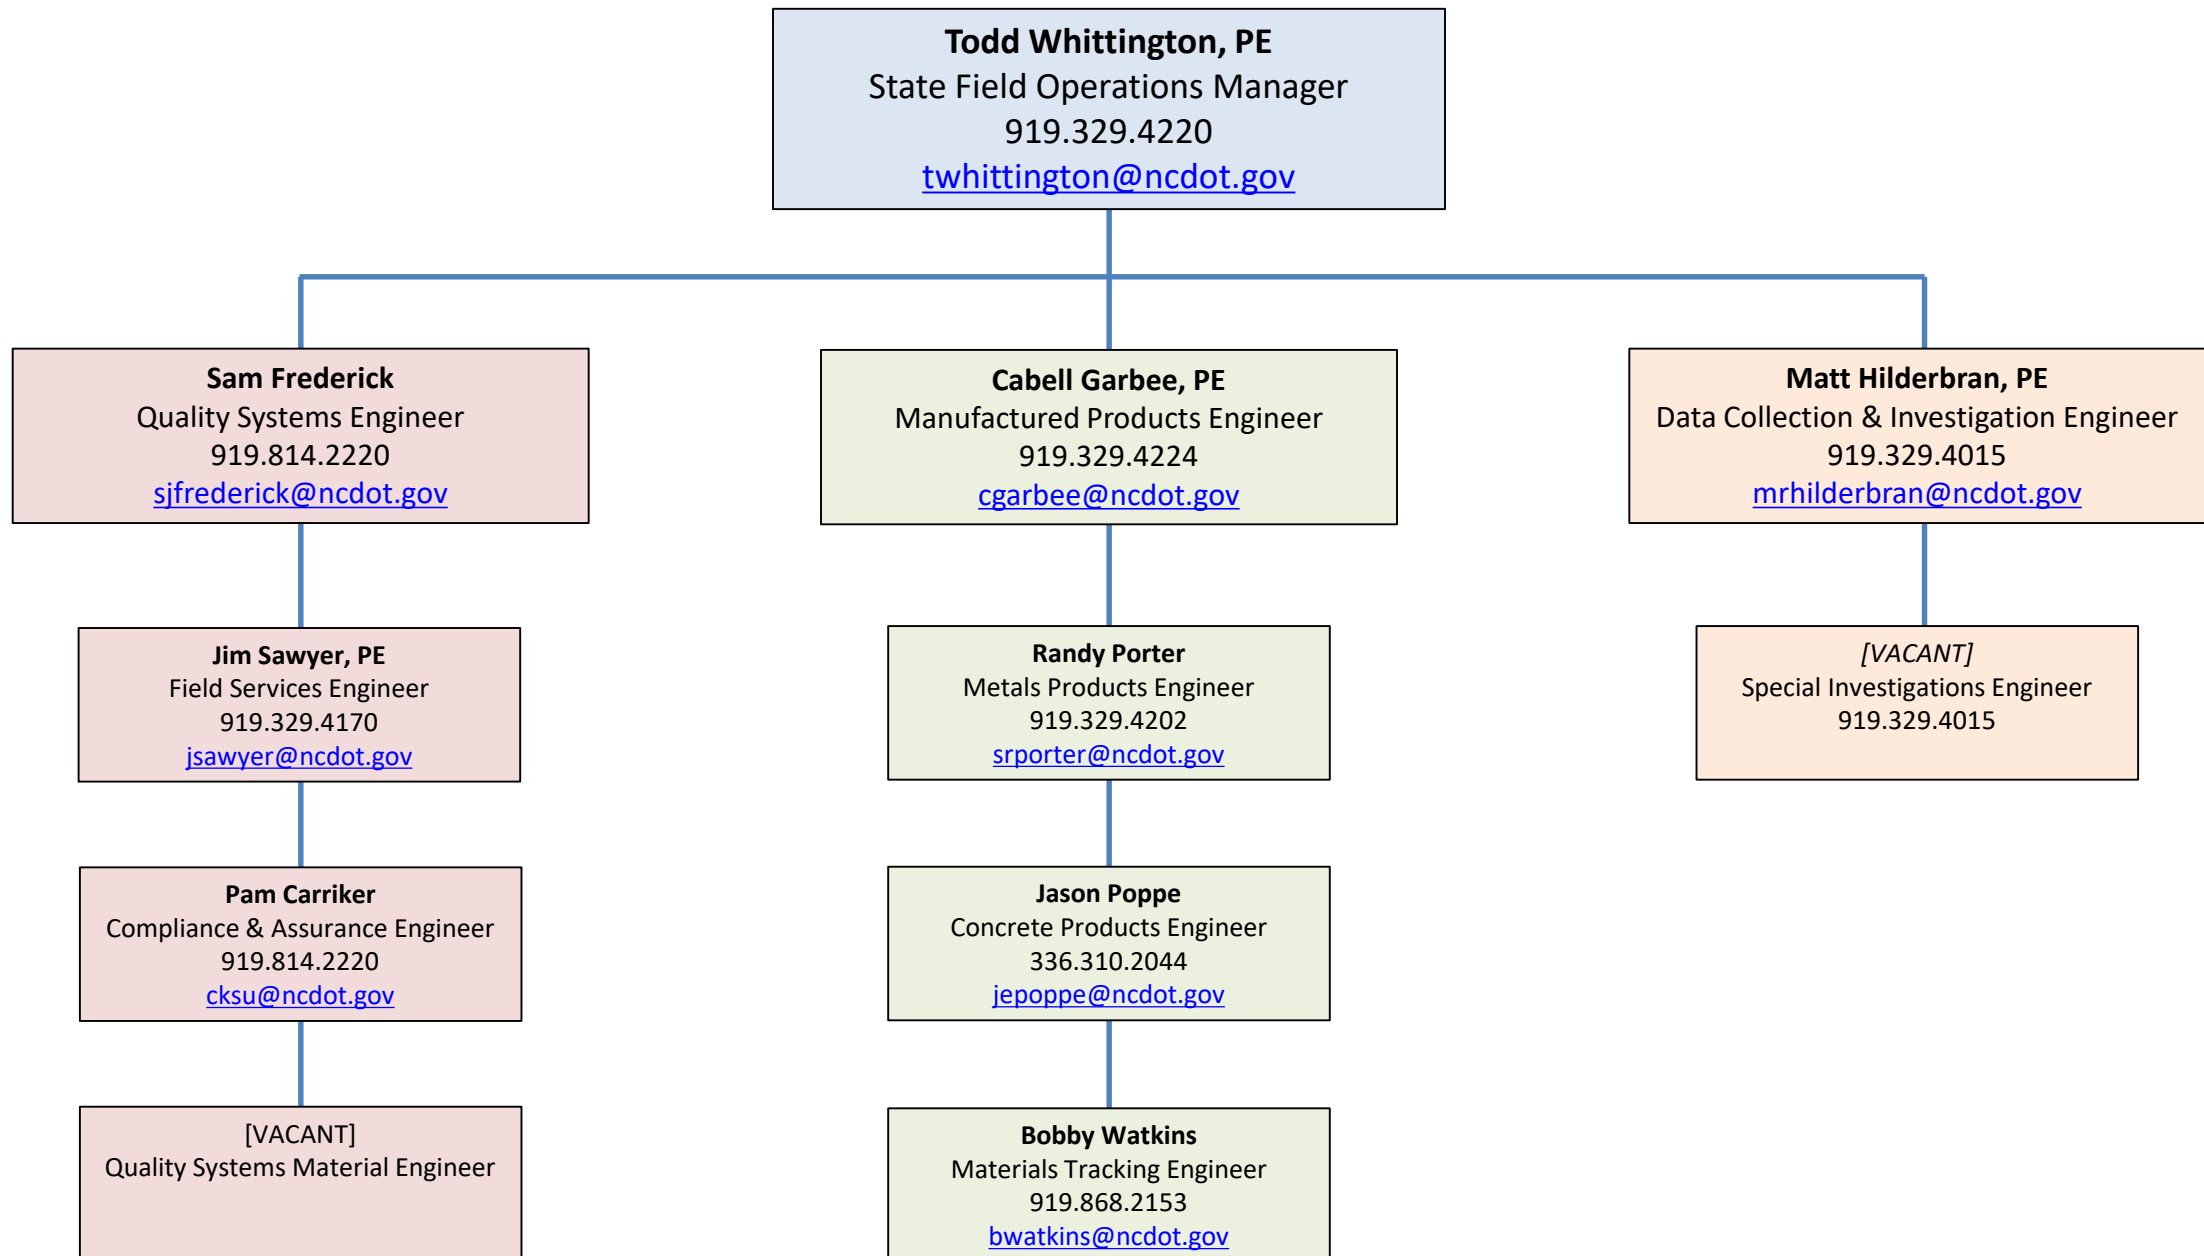 Todd Whittington, PE
State Field Operations Manager
919.329.4220
twhittington@ncdot.gov
Sam Frederick
Quality Systems Engineer
919.814.2220
sjfrederick@ncdot.gov
Cabell Garbee, PE
Manufactured Products Engineer
919.329.4224
cgarbee@ncdot.gov
Matt Hilderbran, PE
Data Collection & Investigation Engineer
919.329.4015
mrhilderbran@ncdot.gov
Jim Sawyer, PE
Field Services Engineer
919.329.4170
jsawyer@ncdot.gov
Randy Porter
Metals Products Engineer
919.329.4202
srporter@ncdot.gov
[VACANT]
Special Investigations Engineer
919.329.4015
Pam Carriker
Compliance & Assurance Engineer
919.814.2220
cksu@ncdot.gov
Jason Poppe
Concrete Products Engineer
336.310.2044
jepoppe@ncdot.gov
[VACANT]
Quality Systems Material Engineer
Bobby Watkins
Materials Tracking Engineer
919.868.2153
bwatkins@ncdot.gov